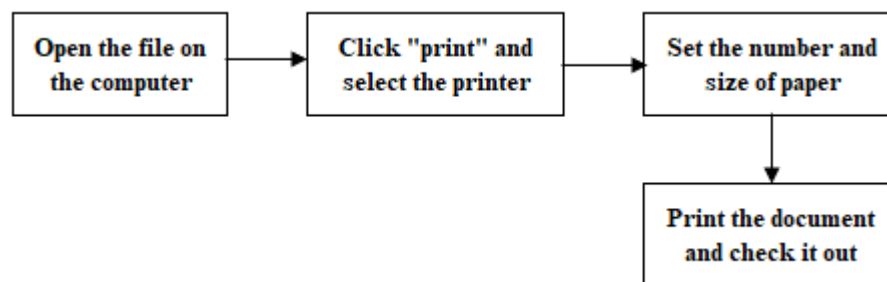 Open the file on
the computer
Click "print" and
select the printer
Set the number and
size of paper
Print the document
and check it out